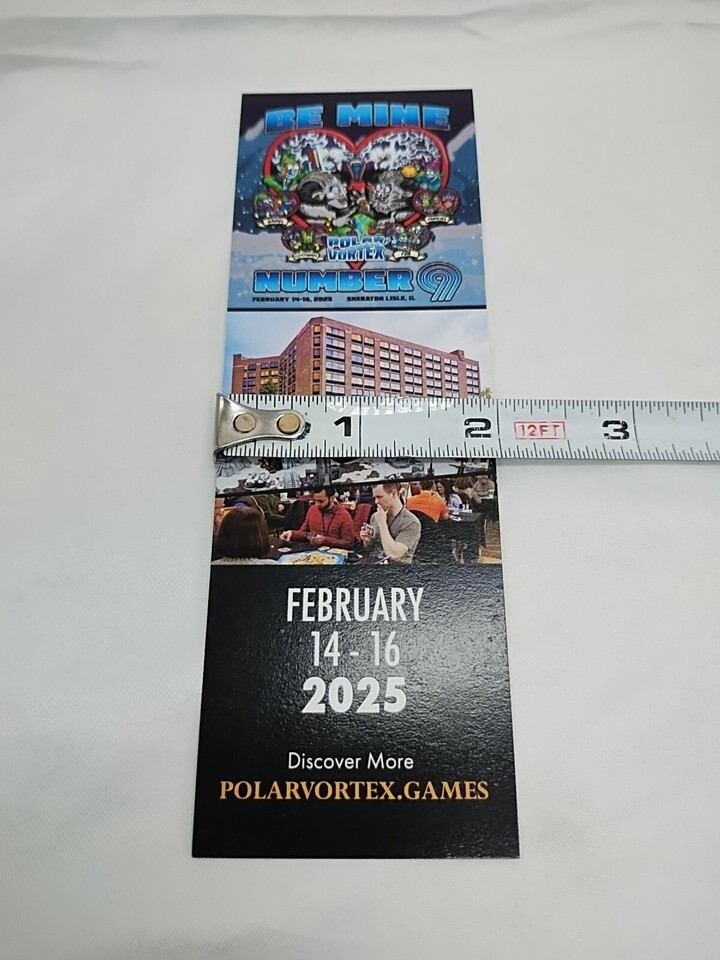 BE MINE
POLAR
VORTEX
NUMBER 9
FEBRUARY 14-16, 2025 SHERATON LISLE, IL
1 2 12FT 3
FEBRUARY
14 - 16
2025
Discover More
POLARVORTEX.GAMES